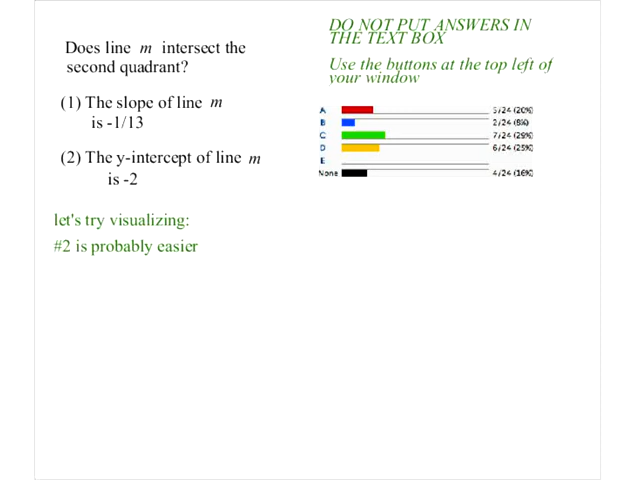 Does line m intersect the
second quadrant?
(1) The slope of line m
is -1/13
(2) The y-intercept of line m
is -2
let's try visualizing:
#2 is probably easier
DO NOT PUT ANSWERS IN
THE TEXT BOX
Use the buttons at the top left of
your window
A 5/24 (20%)
B 2/24 (8%)
C 7/24 (29%)
D 6/24 (25%)
E
None 4/24 (16%)